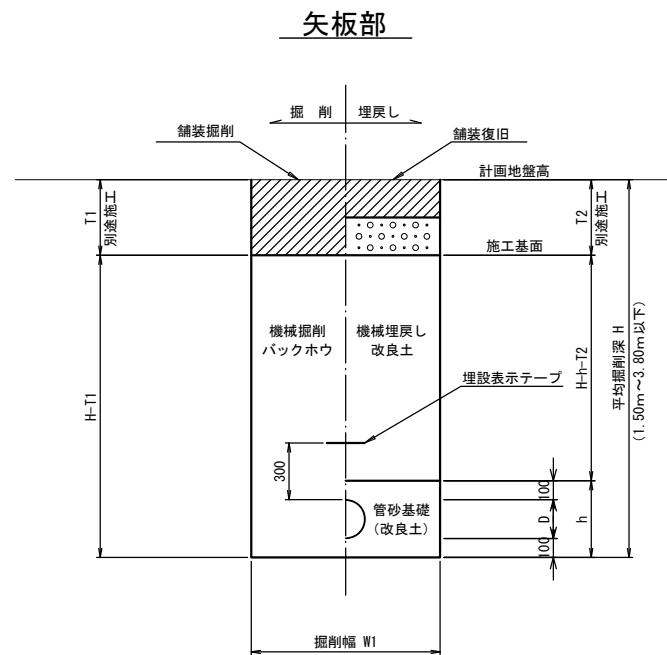 矢板部
掘 削 埋戻し
舗装掘削
舗装復旧
計画地盤高
T1
別途施工
T2
別途施工
施工基面
機械掘削
バックホウ
機械埋戻し
改良土
H-T1
H-h-T2
平均掘削深 H
(1.50m～3.80m以下)
埋設表示テープ
300
管砂基礎
(改良土)
100
D
100
h
掘削幅 W1